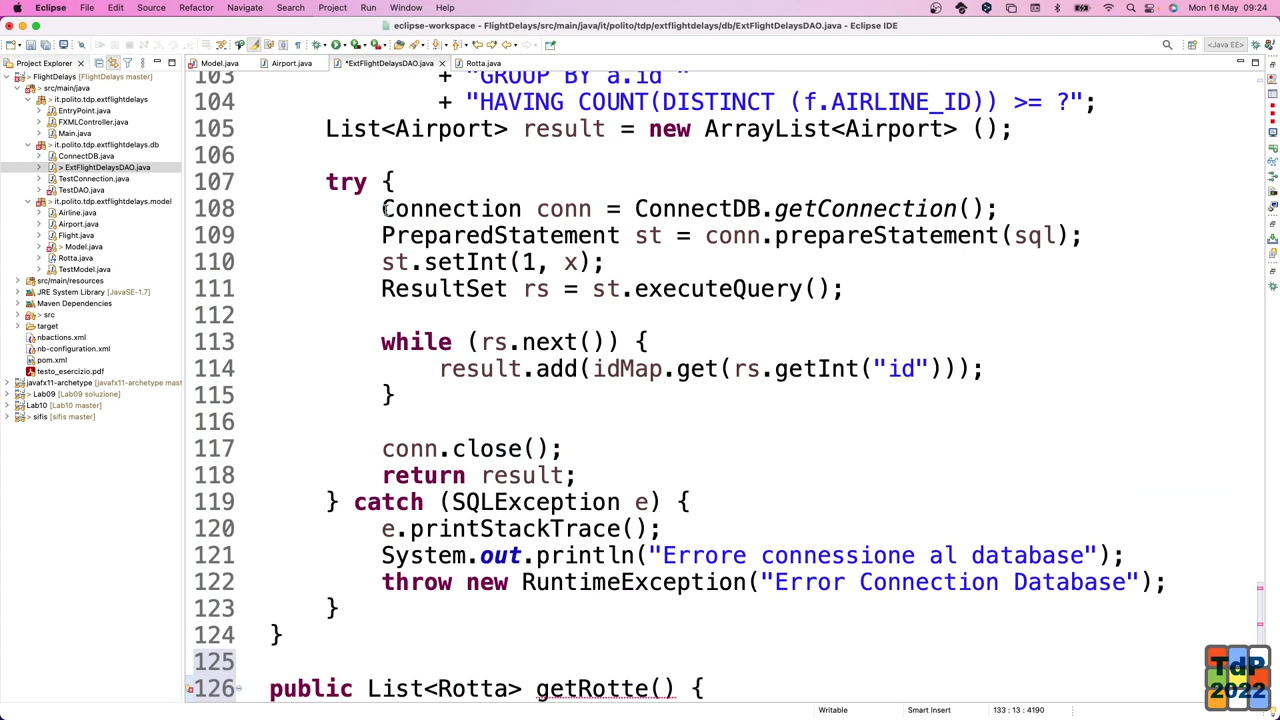 Eclipse File Edit Source Refactor Navigate Search Project Run Window Help Mon 16 May 09:24
eclipse-workspace - FlightDelays/src/main/java/it/polito/tdp/extflightdelays/db/ExtFlightDelaysDAO.java - Eclipse IDE
<Java EE>
Project Explorer
Model.java Airport.java *ExtFlightDelaysDAO.java Rotta.java
FlightDelays [FlightDelays master]
src/main/java
it.polito.tdp.extflightdelays
EntryPoint.java
FXMLController.java
Main.java
it.polito.tdp.extflightdelays.db
ConnectDB.java
> ExtFlightDelaysDAO.java
TestConnection.java
TestDAO.java
it.polito.tdp.extflightdelays.model
Airline.java
Airport.java
Flight.java
> Model.java
Rotta.java
TestModel.java
src/main/resources
JRE System Library [JavaSE-1.7]
Maven Dependencies
> src
target
nbactions.xml
nb-configuration.xml
pom.xml
testo_esercizio.pdf
javafx11-archetype [javafx11-archetype mast
> Lab09 [Lab09 soluzione]
Lab10 [Lab10 master]
> sifis [sifis master]
103 + "GROUP BY a.id "
104 + "HAVING COUNT(DISTINCT (f.AIRLINE_ID)) >= ?";
105 List<Airport> result = new ArrayList<Airport> ();
106
107 try {
108 Connection conn = ConnectDB.getConnection();
109 PreparedStatement st = conn.prepareStatement(sql);
110 st.setInt(1, x);
111 ResultSet rs = st.executeQuery();
112
113 while (rs.next()) {
114 result.add(idMap.get(rs.getInt("id")));
115 }
116
117 conn.close();
118 return result;
119 } catch (SQLException e) {
120 e.printStackTrace();
121 System.out.println("Errore connessione al database");
122 throw new RuntimeException("Error Connection Database");
123 }
124 }
125
126 public List<Rotta> getRotte() {
TdP
2022
Writable Smart Insert 133 : 13 : 4190